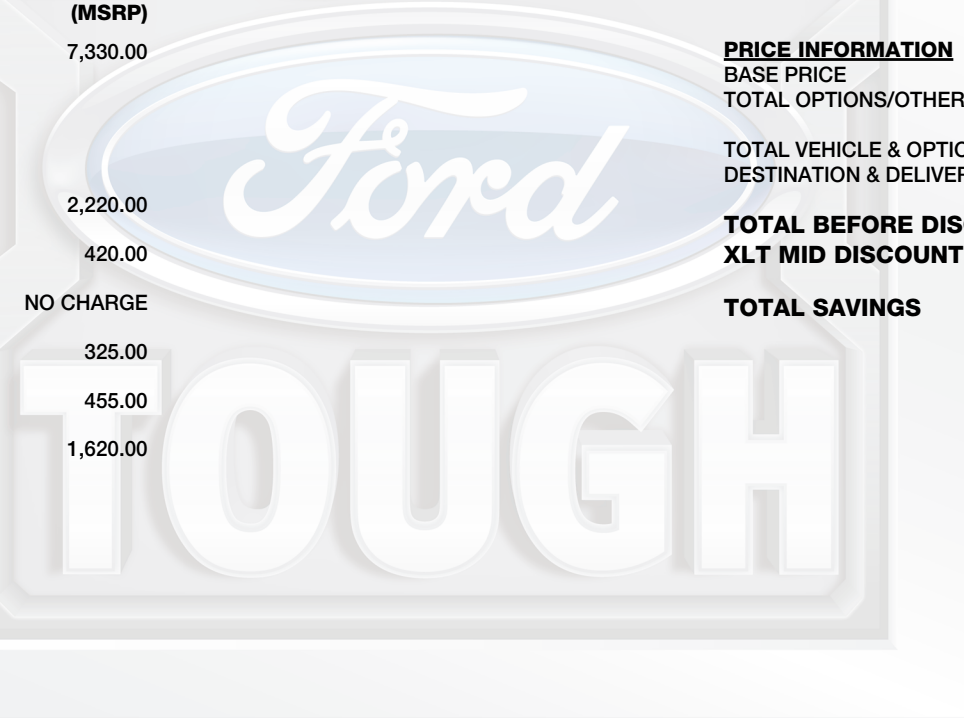 (MSRP)
7,330.00
2,220.00
420.00
NO CHARGE
325.00
455.00
1,620.00
PRICE INFORMATION
BASE PRICE
TOTAL OPTIONS/OTHER
TOTAL VEHICLE & OPTIO
DESTINATION & DELIVER
TOTAL BEFORE DIS
XLT MID DISCOUNT
TOTAL SAVINGS
Ford
TOUGH